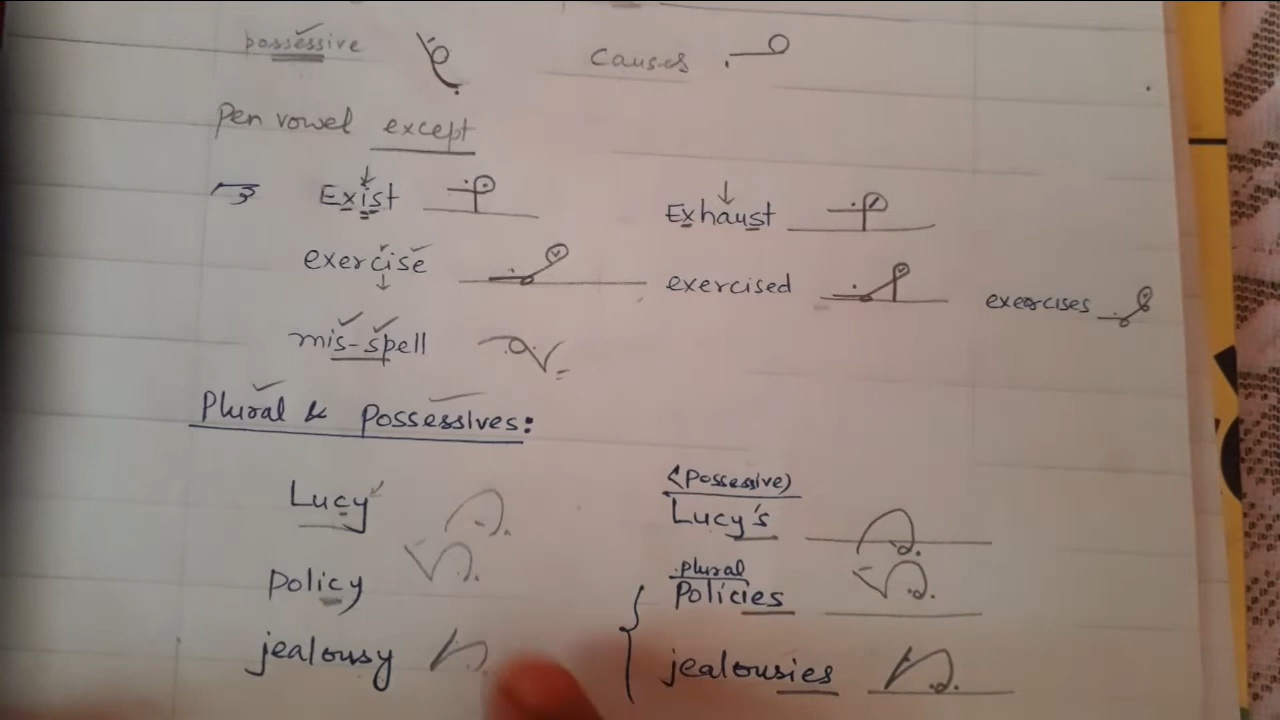 possessive causes
Pen vowel except
Exist Exhaust
exercise exercised exercises
mis-spell
Plural & Possessives:
Lucy (Possessive)
Lucy's
Policy plural
Policies
jealousy jealousies